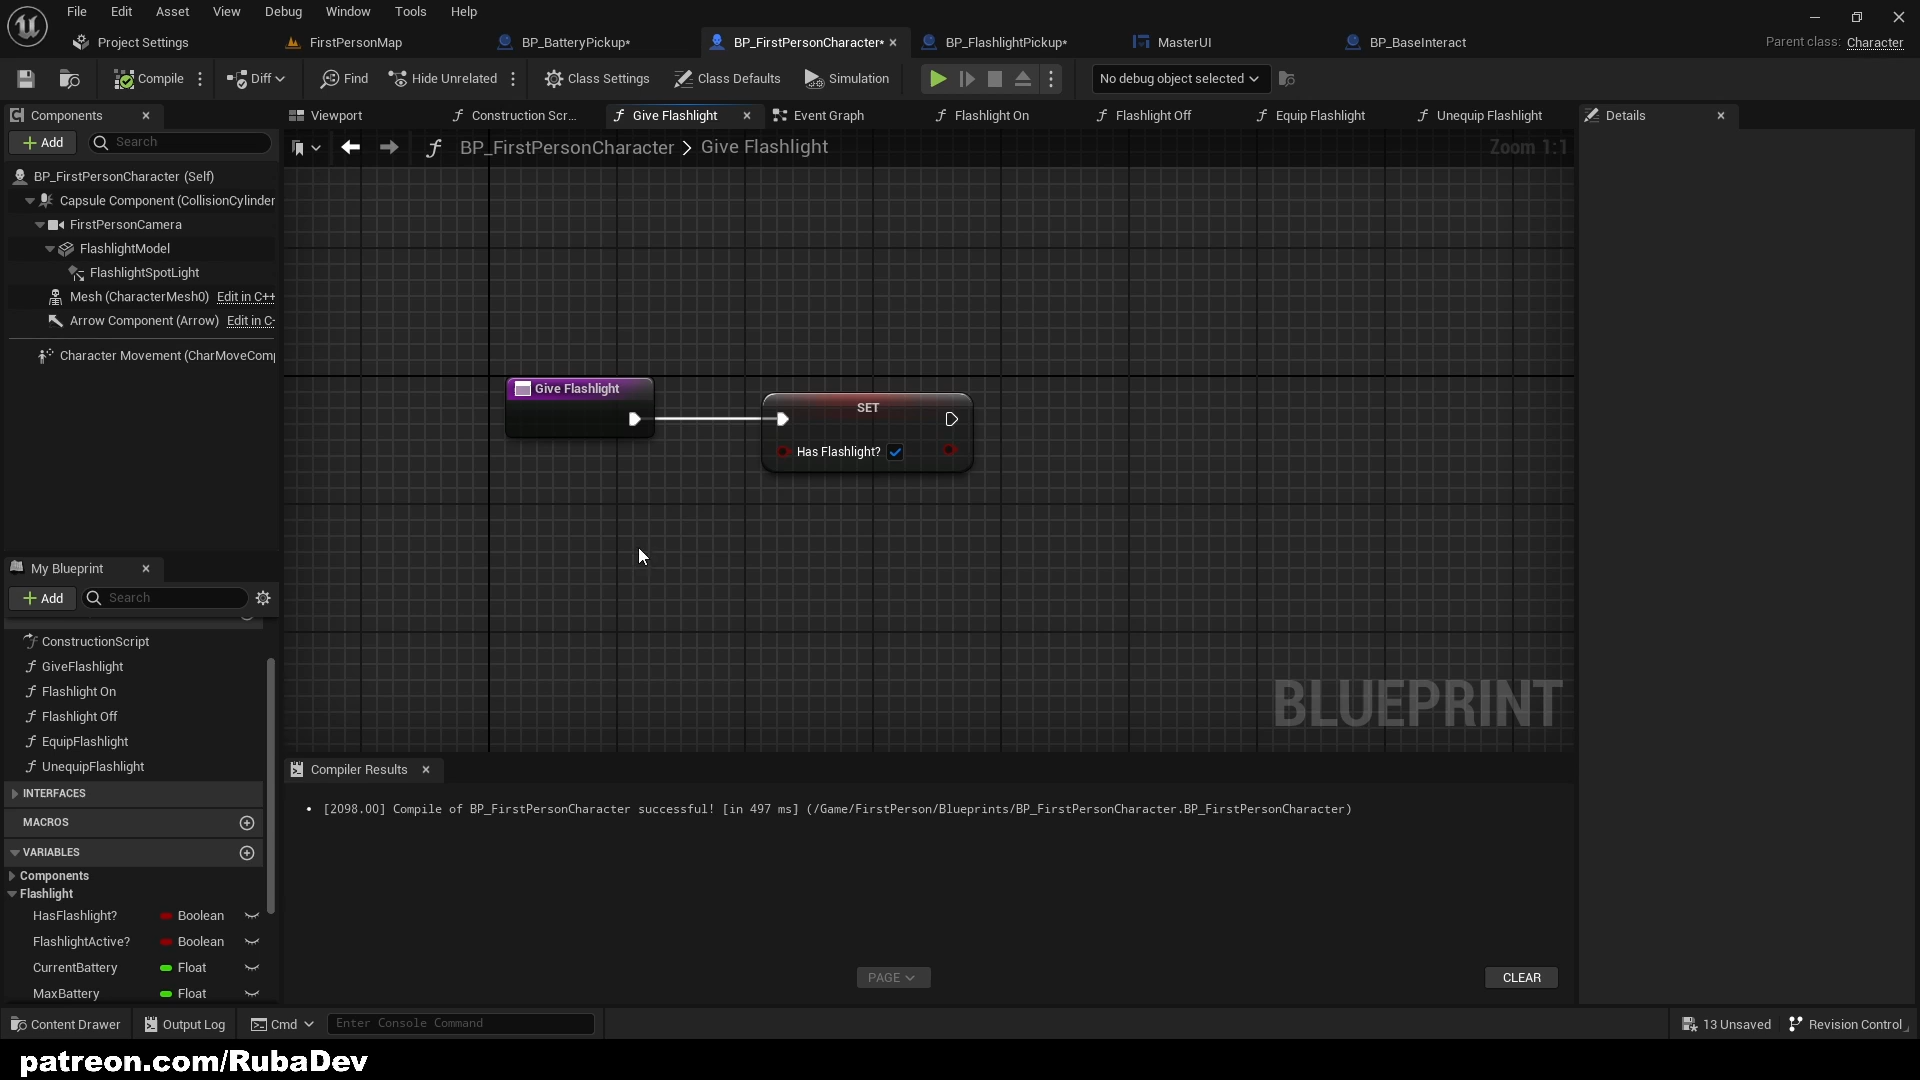 File Edit Asset View Debug Window Tools Help
Project Settings FirstPersonMap BP_BatteryPickup* BP_FirstPersonCharacter* BP_FlashlightPickup* MasterUI BP_BaseInteract Parent class: Character
Compile Diff Find Hide Unrelated Class Settings Class Defaults Simulation No debug object selected
Components
Viewport Construction Scr... Give Flashlight Event Graph Flashlight On Flashlight Off Equip Flashlight Unequip Flashlight Details
Add Search
BP_FirstPersonCharacter > Give Flashlight Zoom 1:1
BP_FirstPersonCharacter (Self)
Capsule Component (CollisionCylinder
FirstPersonCamera
FlashlightModel
FlashlightSpotLight
Mesh (CharacterMesh0) Edit in C++
Arrow Component (Arrow) Edit in C-
Character Movement (CharMoveComp
Give Flashlight
SET
Has Flashlight?
BLUEPRINT
My Blueprint
Add Search
ConstructionScript
GiveFlashlight
Flashlight On
Flashlight Off
EquipFlashlight
UnequipFlashlight
INTERFACES
MACROS
VARIABLES
Components
Flashlight
HasFlashlight? Boolean
FlashlightActive? Boolean
CurrentBattery Float
MaxBattery Float
Compiler Results
• [2098.00] Compile of BP_FirstPersonCharacter successful! [in 497 ms] (/Game/FirstPerson/Blueprints/BP_FirstPersonCharacter.BP_FirstPersonCharacter)
PAGE CLEAR
Content Drawer Output Log Cmd Enter Console Command 13 Unsaved Revision Control
patreon.com/RubaDev